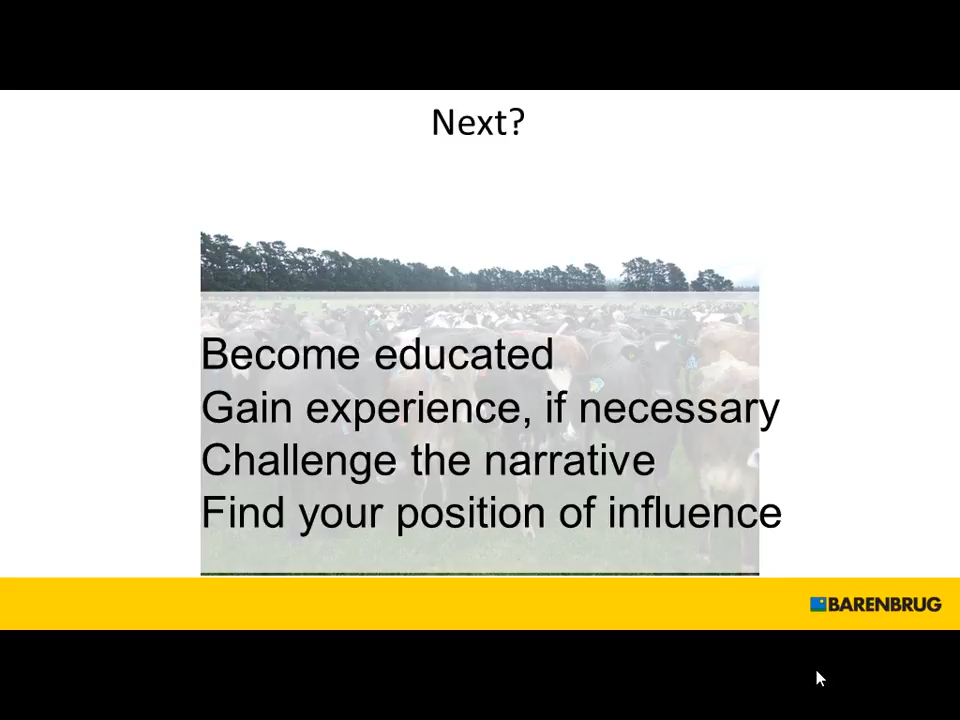 Next?
Become educated
Gain experience, if necessary
Challenge the narrative
Find your position of influence
BARENBRUG